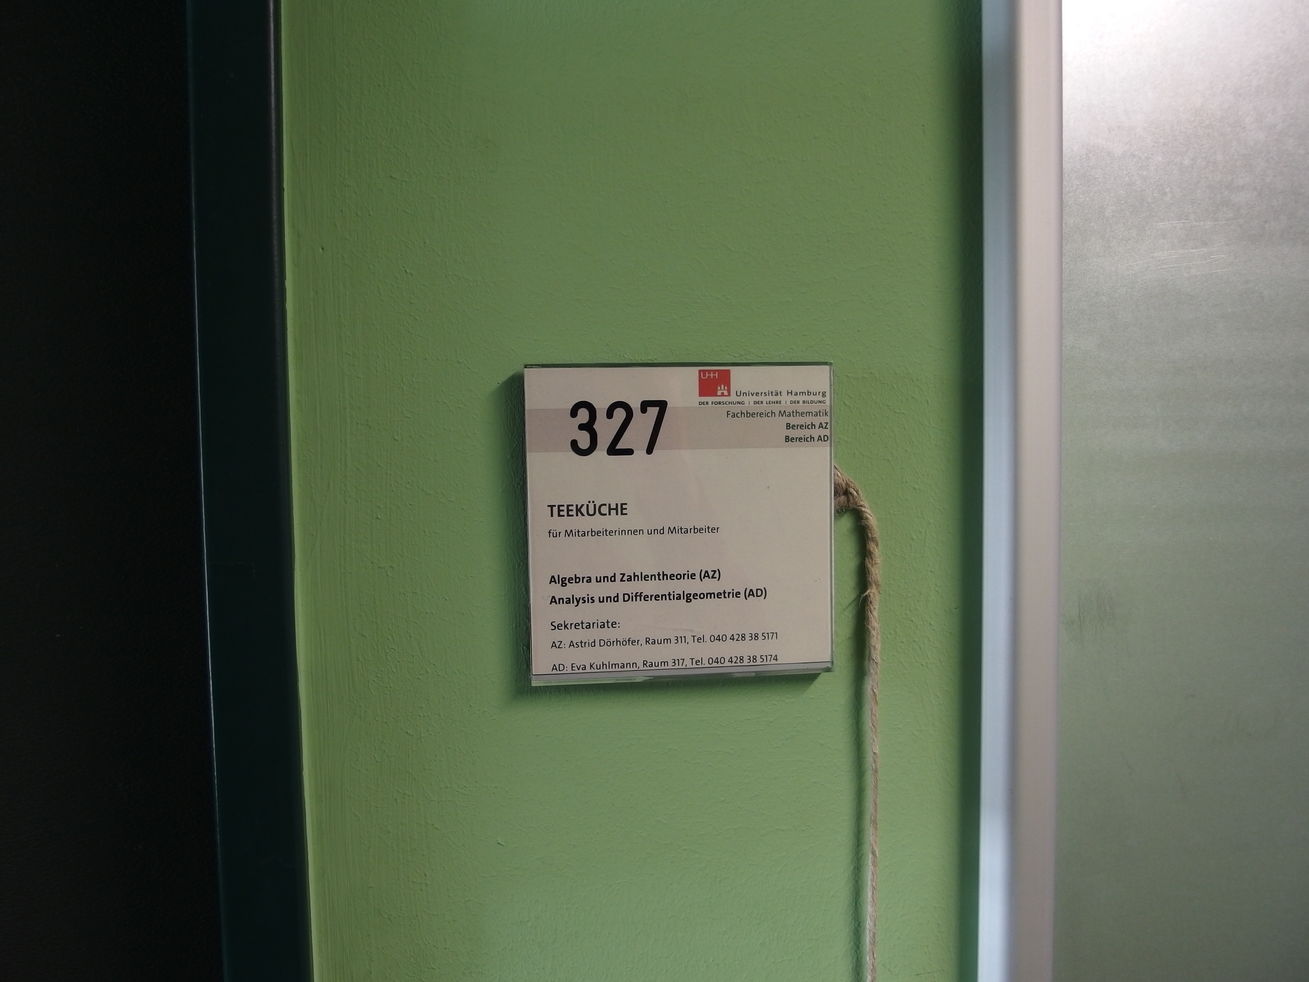 UHH
Universität Hamburg
DER FORSCHUNG | DER LEHRE | DER BILDUNG
327
Fachbereich Mathematik
Bereich AZ
Bereich AD
TEEKÜCHE
für Mitarbeiterinnen und Mitarbeiter
Algebra und Zahlentheorie (AZ)
Analysis und Differentialgeometrie (AD)
Sekretariate:
AZ: Astrid Dörhöfer, Raum 311, Tel. 040 428 38 5171
AD: Eva Kuhlmann, Raum 317, Tel. 040 428 38 5174